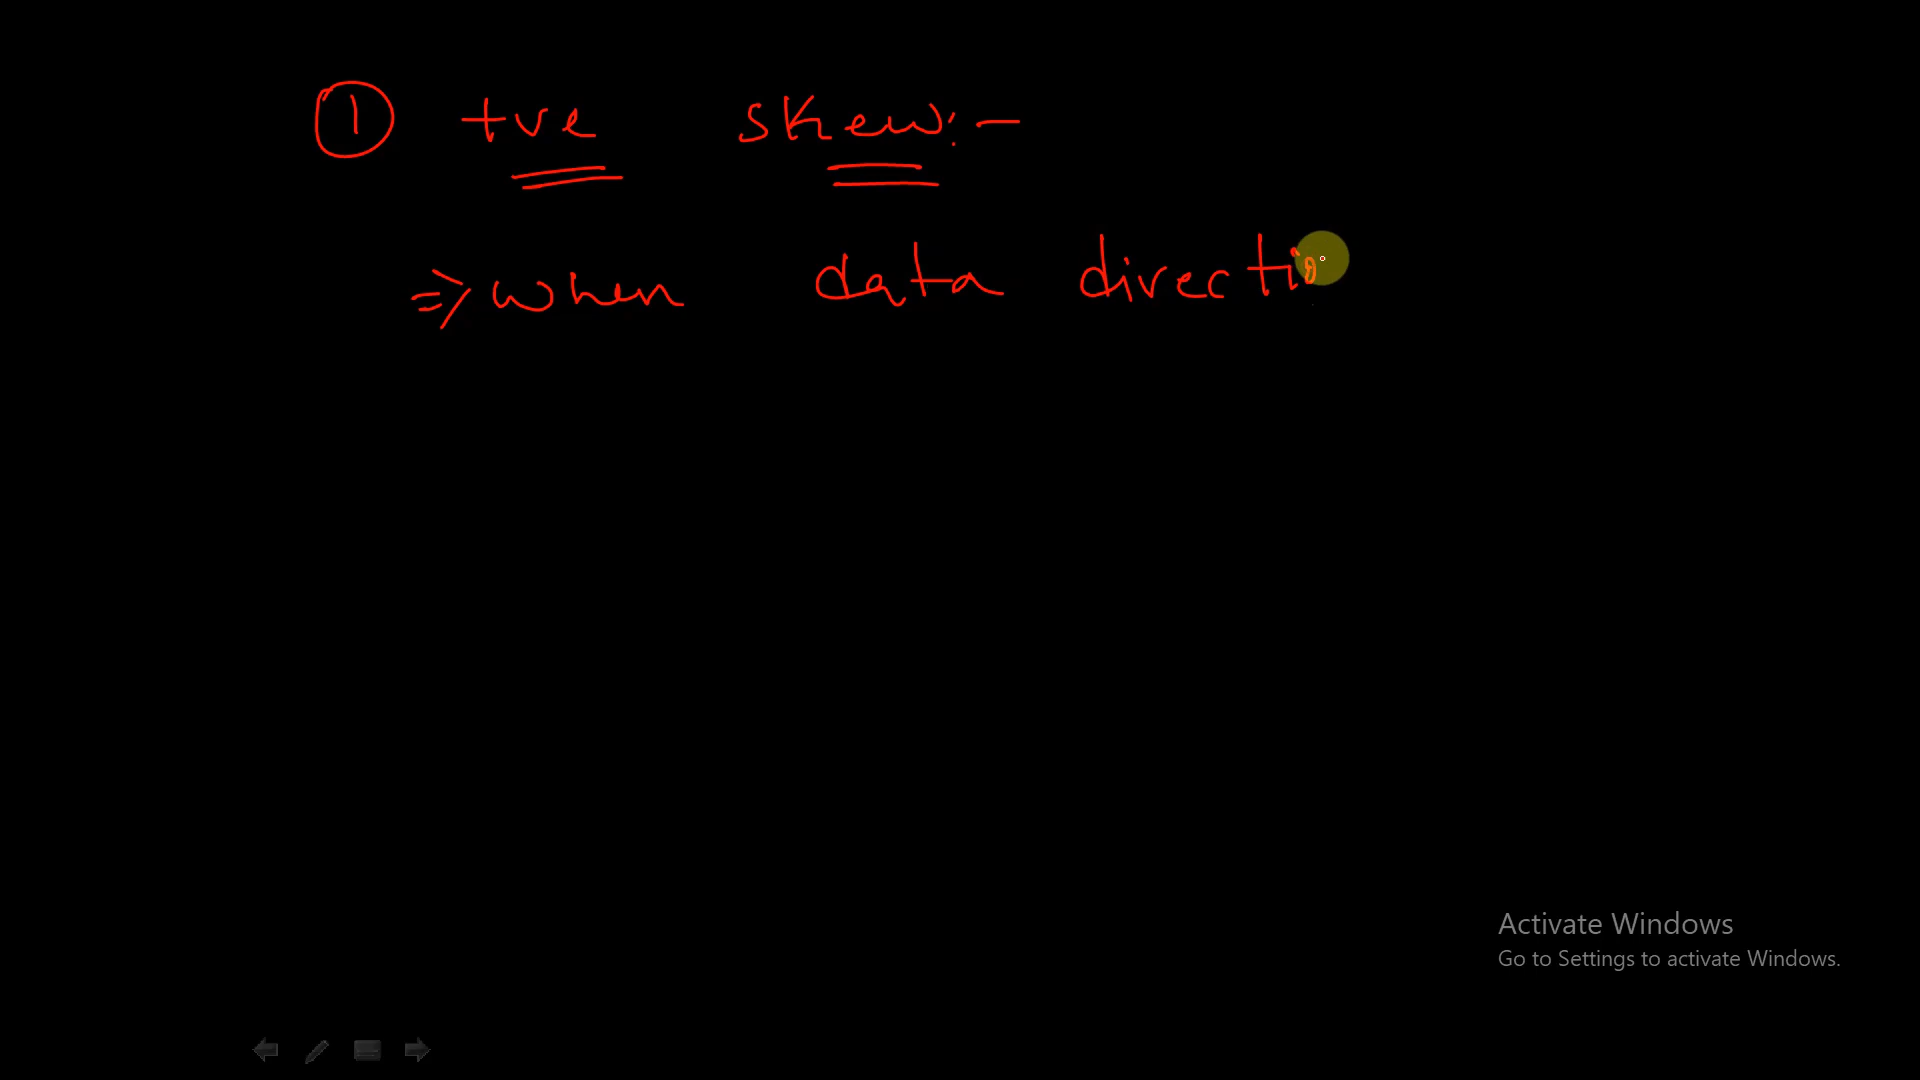 ① +ve skew:-
=> when data directio
Activate Windows
Go to Settings to activate Windows.